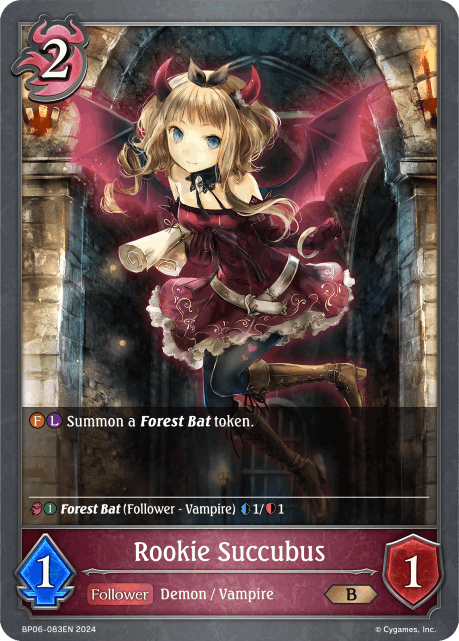 2
F L Summon a Forest Bat token.
1 Forest Bat (Follower - Vampire) 1/1
Rookie Succubus
1
Follower Demon / Vampire B
1
BP06-083EN 2024 © Cygames, Inc.